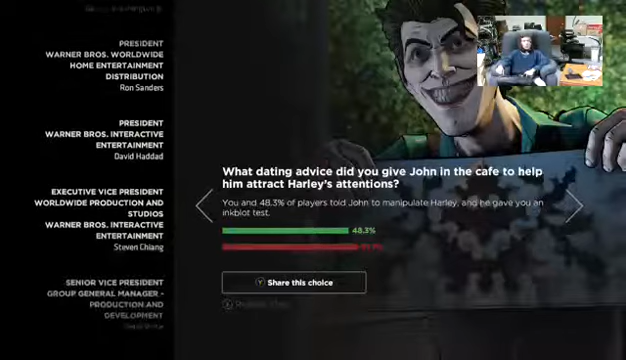 PRESIDENT
WARNER BROS. WORLDWIDE
HOME ENTERTAINMENT
DISTRIBUTION
Ron Sanders
PRESIDENT
WARNER BROS. INTERACTIVE
ENTERTAINMENT
David Haddad
EXECUTIVE VICE PRESIDENT
WORLDWIDE PRODUCTION AND
STUDIOS
WARNER BROS. INTERACTIVE
ENTERTAINMENT
Steven Chiang
SENIOR VICE PRESIDENT
GROUP GENERAL MANAGER -
PRODUCTION AND
DEVELOPMENT
What dating advice did you give John in the cafe to help
him attract Harley's attentions?
You and 48.3% of players told John to manipulate Harley, and he gave you an
inkblot test.
48.3%
Y Share this choice